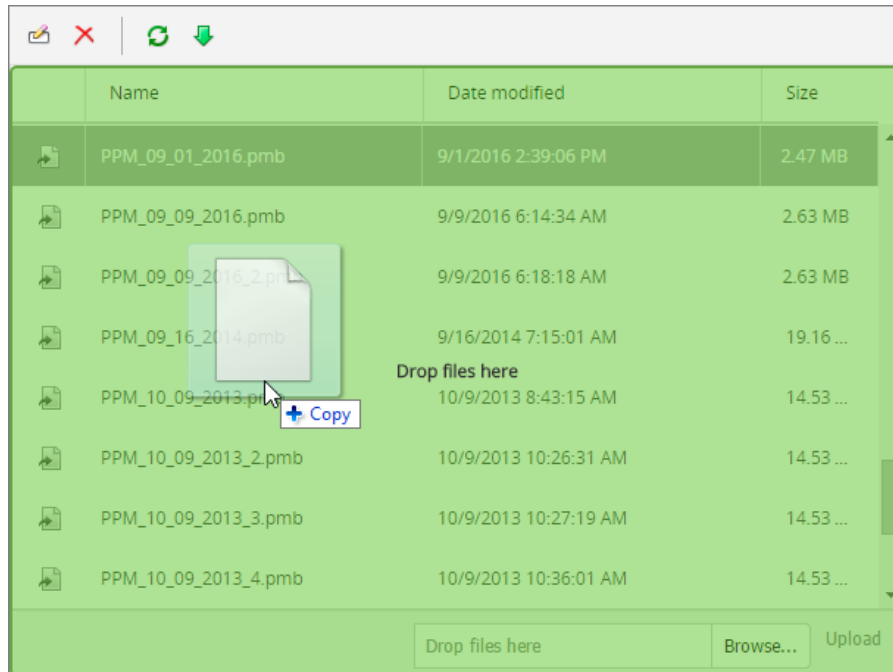 Name Date modified Size
PPM_09_01_2016.pmb 9/1/2016 2:39:06 PM 2.47 MB
PPM_09_09_2016.pmb 9/9/2016 6:14:34 AM 2.63 MB
PPM_09_09_2016_2.pmb 9/9/2016 6:18:18 AM 2.63 MB
PPM_09_16_2014.pmb 9/16/2014 7:15:01 AM 19.16 ...
Drop files here
PPM_10_09_2013.pmb 10/9/2013 8:43:15 AM 14.53 ...
Copy
PPM_10_09_2013_2.pmb 10/9/2013 10:26:31 AM 14.53 ...
PPM_10_09_2013_3.pmb 10/9/2013 10:27:19 AM 14.53 ...
PPM_10_09_2013_4.pmb 10/9/2013 10:36:01 AM 14.53 ...
Drop files here Browse... Upload